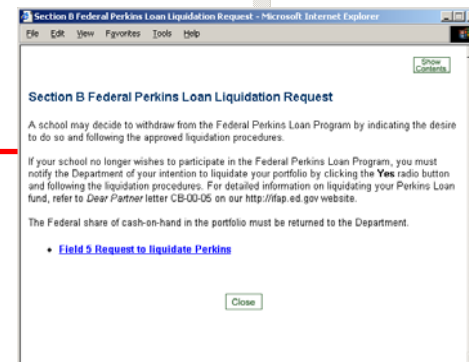 Section B Federal Perkins Loan Liquidation Request - Microsoft Internet Explorer
File Edit View Favorites Tools Help
Show
Contents
Section B Federal Perkins Loan Liquidation Request
A school may decide to withdraw from the Federal Perkins Loan Program by indicating the desire
to do so and following the approved liquidation procedures.
If your school no longer wishes to participate in the Federal Perkins Loan Program, you must
notify the Department of your intention to liquidate your portfolio by clicking the Yes radio button
and following the liquidation procedures. For detailed information on liquidating your Perkins Loan
fund, refer to Dear Partner letter CB-00-05 on our http://ifap.ed.gov website.
The Federal share of cash-on-hand in the portfolio must be returned to the Department.
• Field 5 Request to liquidate Perkins
Close